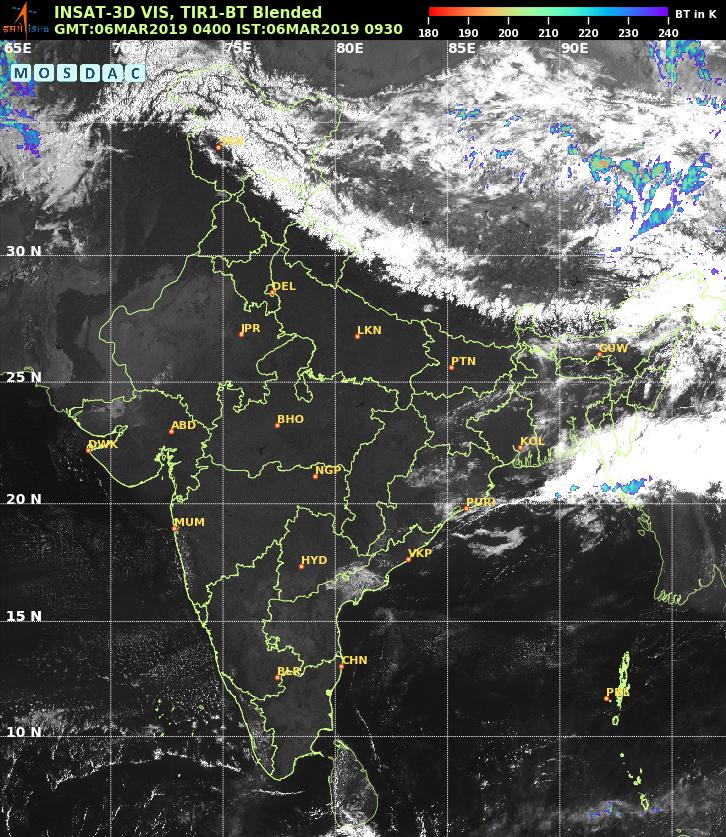 INSAT-3D VIS, TIR1-BT Blended
GMT:06MAR2019 0400 IST:06MAR2019 0930
BT in K
180 190 200 210 220 230 240
65E 70E 75E 80E 85E 90E
MOSDAC
30 N
DEL
JPR
LKN
GUW
PTN
25 N
ABD
BHO
DWK
KOL
NGP
20 N
PURI
MUM
VKP
HYD
15 N
CHN
BLR
PBL
10 N